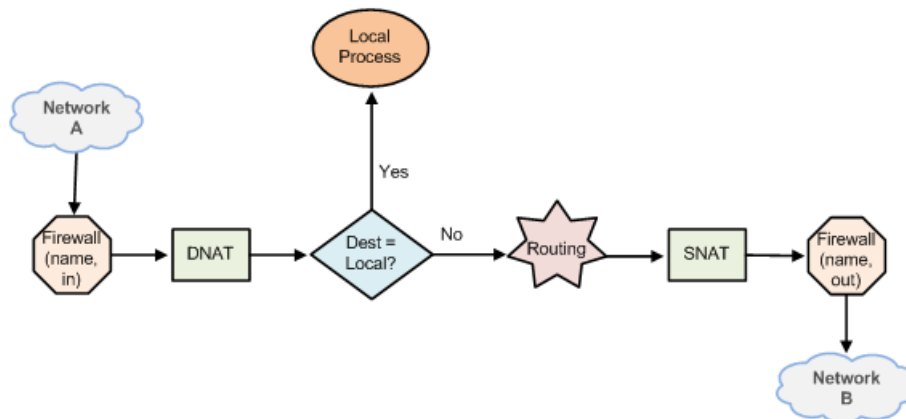 Local
Process
Network
A
Yes
Firewall
(name,
in)
DNAT
Dest =
Local?
No
Routing
SNAT
Firewall
(name,
out)
Network
B